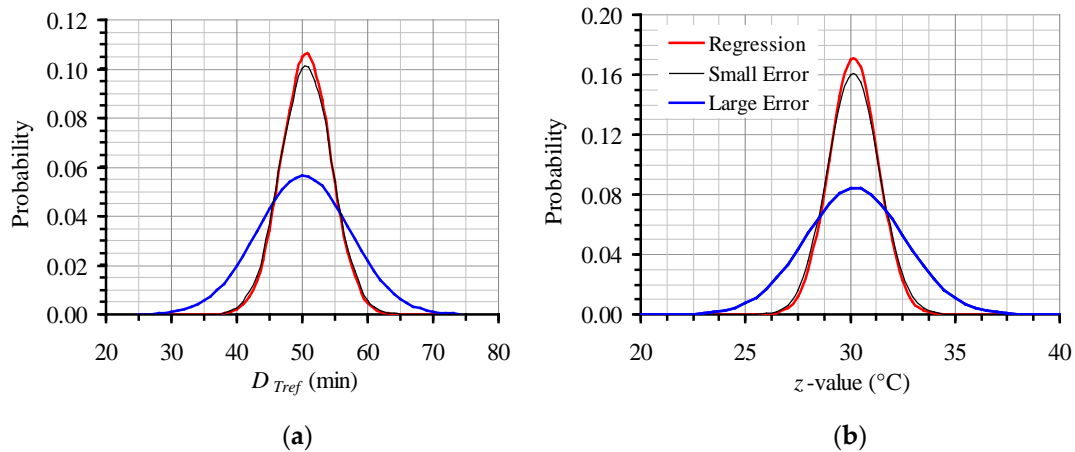 0.12
0.10
0.08
0.06
0.04
0.02
0.00
Probability
20 30 40 50 60 70 80
D Tref (min)
(a)
0.20
0.16
0.12
0.08
0.04
0.00
Probability
Regression
Small Error
Large Error
20 25 30 35 40
z-value (°C)
(b)